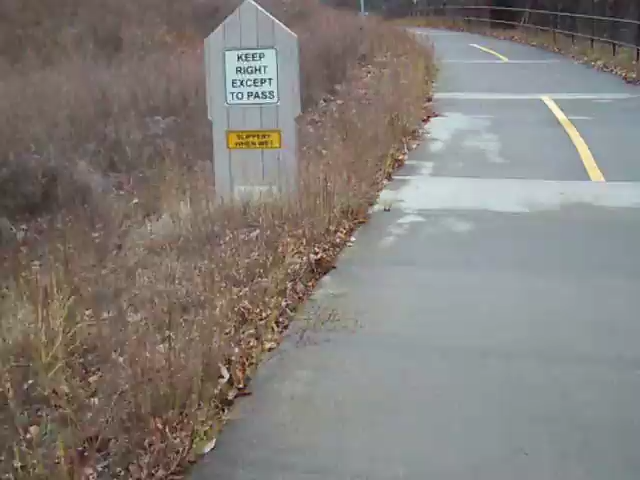 KEEP
RIGHT
EXCEPT
TO PASS
SLIPPERY
WHEN WET